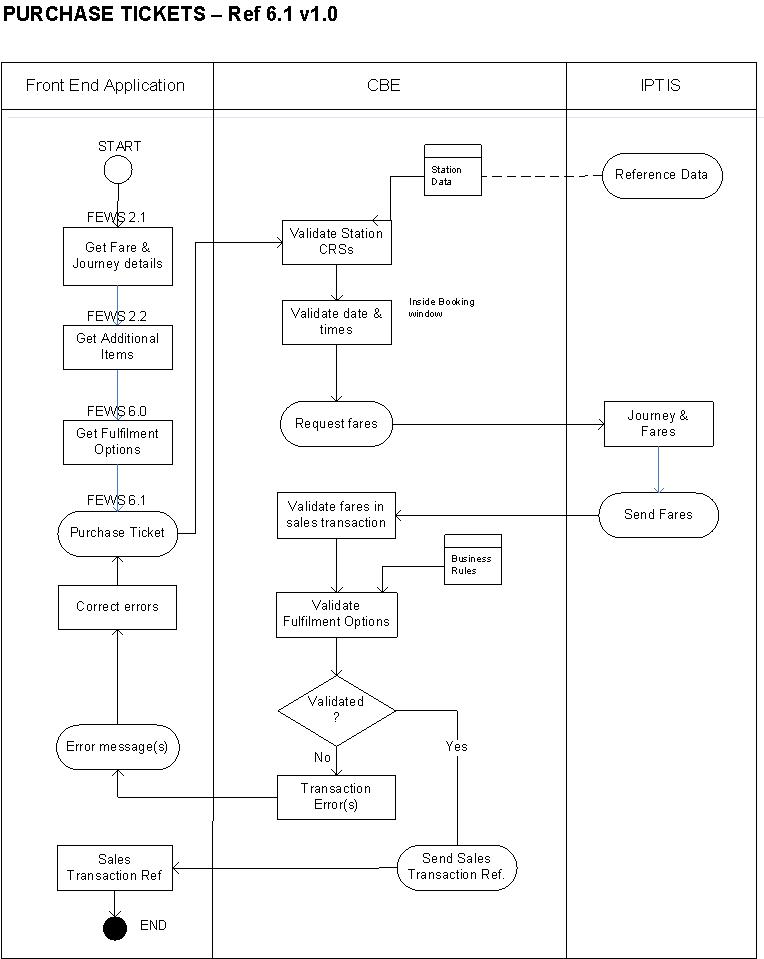 PURCHASE TICKETS – Ref 6.1 v1.0
Front End Application
CBE
IPTIS
START
Station
Data
Reference Data
FEWS 2.1
Get Fare &
Journey details
Validate Station
CRSs
FEWS 2.2
Get Additional
Items
Validate date &
times
Inside Booking
window
FEWS 6.0
Get Fulfilment
Options
Request fares
Journey &
Fares
FEWS 6.1
Purchase Ticket
Validate fares in
sales transaction
Send Fares
Business
Rules
Correct errors
Validate
Fulfilment Options
Validated
?
Error message(s)
Yes
No
Transaction
Error(s)
Sales
Transaction Ref
Send Sales
Transaction Ref.
END